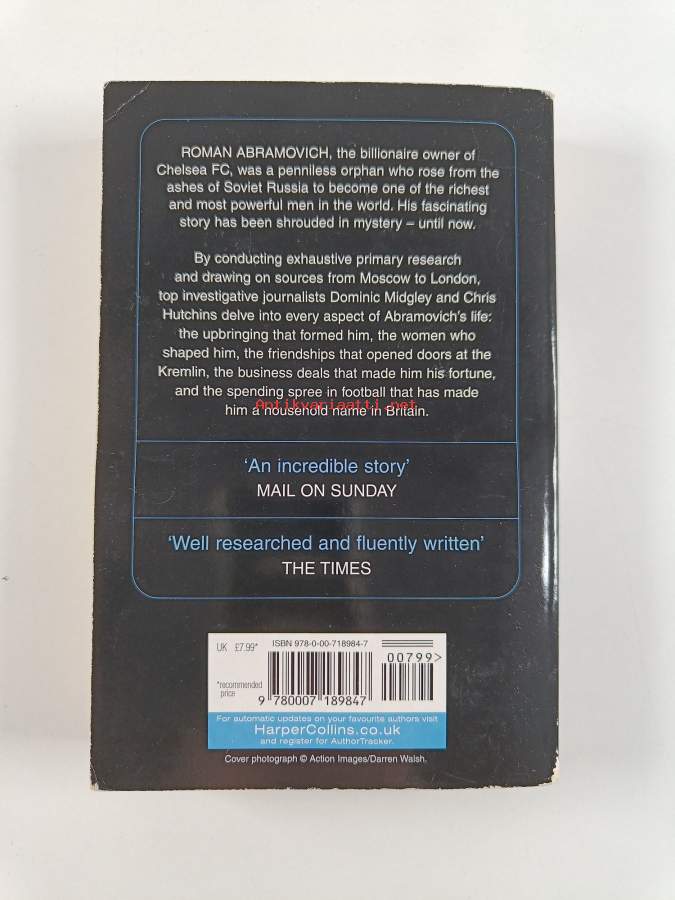 ROMAN ABRAMOVICH, the billionaire owner of
Chelsea FC, was a penniless orphan who rose from the
ashes of Soviet Russia to become one of the richest
and most powerful men in the world. His fascinating
story has been shrouded in mystery – until now.
By conducting exhaustive primary research
and drawing on sources from Moscow to London,
top investigative journalists Dominic Midgley and Chris
Hutchins delve into every aspect of Abramovich's life:
the upbringing that formed him, the women who
shaped him, the friendships that opened doors at the
Kremlin, the business deals that made him his fortune,
and the spending spree in football that has made
him a household name in Britain.
Antikvariaatti.net
'An incredible story'
MAIL ON SUNDAY
'Well researched and fluently written'
THE TIMES
UK £7.99*
ISBN 978-0-00-718984-7
00799>
*recommended
price
9 780007 189847
For automatic updates on your favourite authors visit
HarperCollins.co.uk
and register for AuthorTracker.
Cover photograph © Action Images/Darren Walsh.